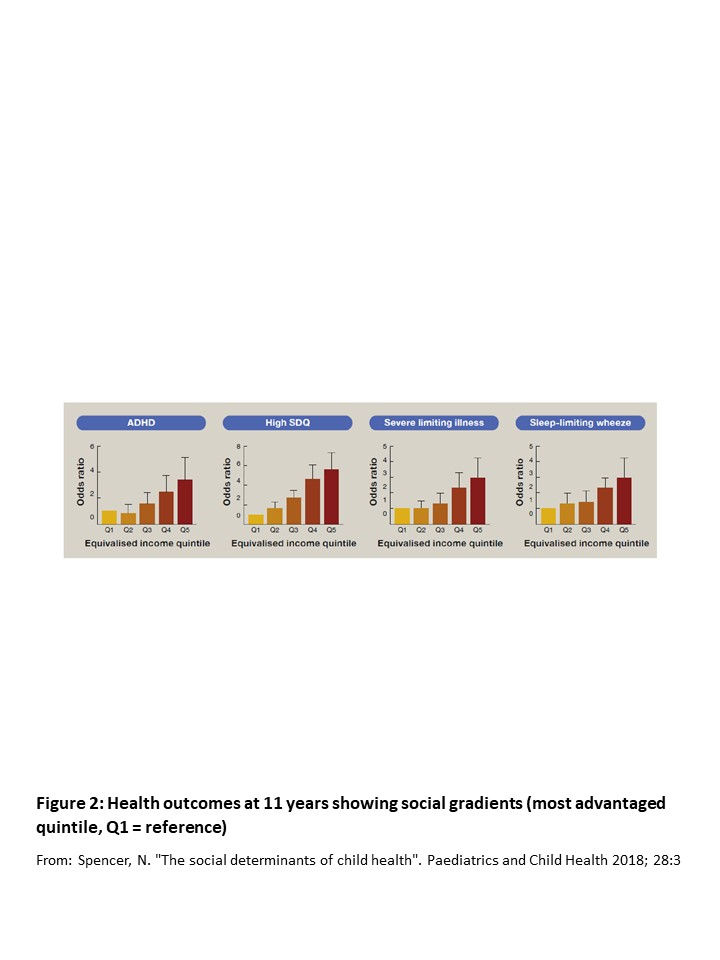 ADHD
High SDQ
Severe limiting illness
Sleep-limiting wheeze
Odds ratio
6
4
2
0
Q1 Q2 Q3 Q4 Q5
Equivalised income quintile
Odds ratio
8
6
4
2
0
Q1 Q2 Q3 Q4 Q5
Equivalised income quintile
Odds ratio
5
4
3
2
1
0
Q1 Q2 Q3 Q4 Q5
Equivalised income quintile
Odds ratio
5
4
3
2
1
0
Q1 Q2 Q3 Q4 Q5
Equivalised income quintile
Figure 2: Health outcomes at 11 years showing social gradients (most advantaged
quintile, Q1 = reference)
From: Spencer, N. "The social determinants of child health". Paediatrics and Child Health 2018; 28:3